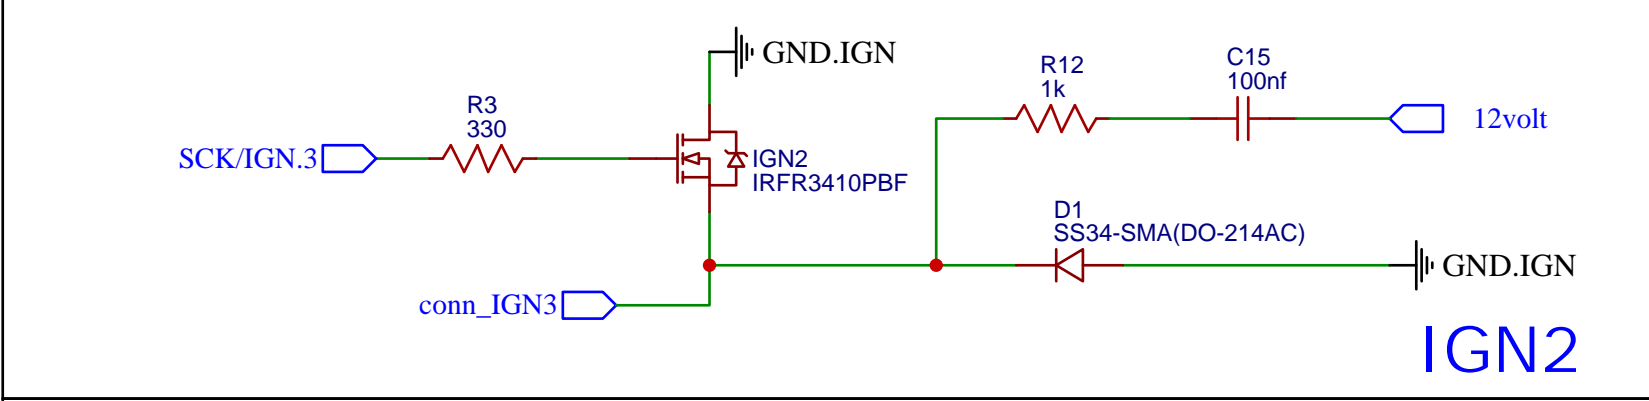 GND.IGN
R12
1k
C15
100nf
R3
330
12volt
SCK/IGN.3
IGN2
IRFR3410PBF
D1
SS34-SMA(DO-214AC)
GND.IGN
conn_IGN3
IGN2